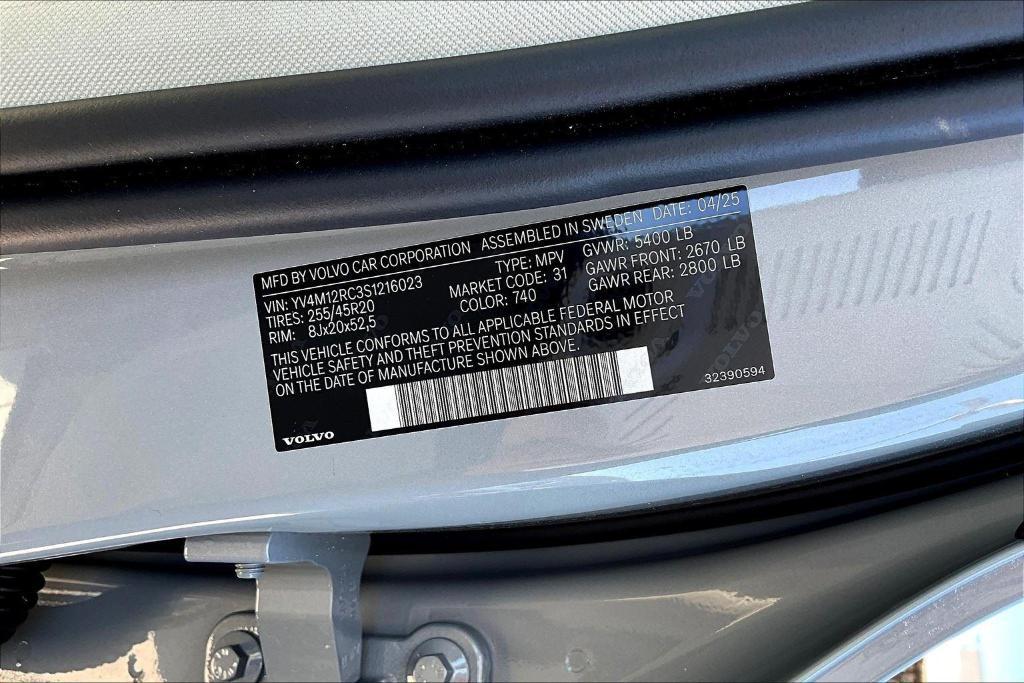 MFD BY VOLVO CAR CORPORATION ASSEMBLED IN SWEDEN DATE: 04/25
VIN: YV4M12RC3S1216023 TYPE: MPV GVWR: 5400 LB
TIRES: 255/45R20 MARKET CODE: 31 GAWR FRONT: 2670 LB
RIM: 8Jx20x52,5 COLOR: 740 GAWR REAR: 2800 LB
THIS VEHICLE CONFORMS TO ALL APPLICABLE FEDERAL MOTOR
VEHICLE SAFETY AND THEFT PREVENTION STANDARDS IN EFFECT
ON THE DATE OF MANUFACTURE SHOWN ABOVE.
VOLVO
32390594